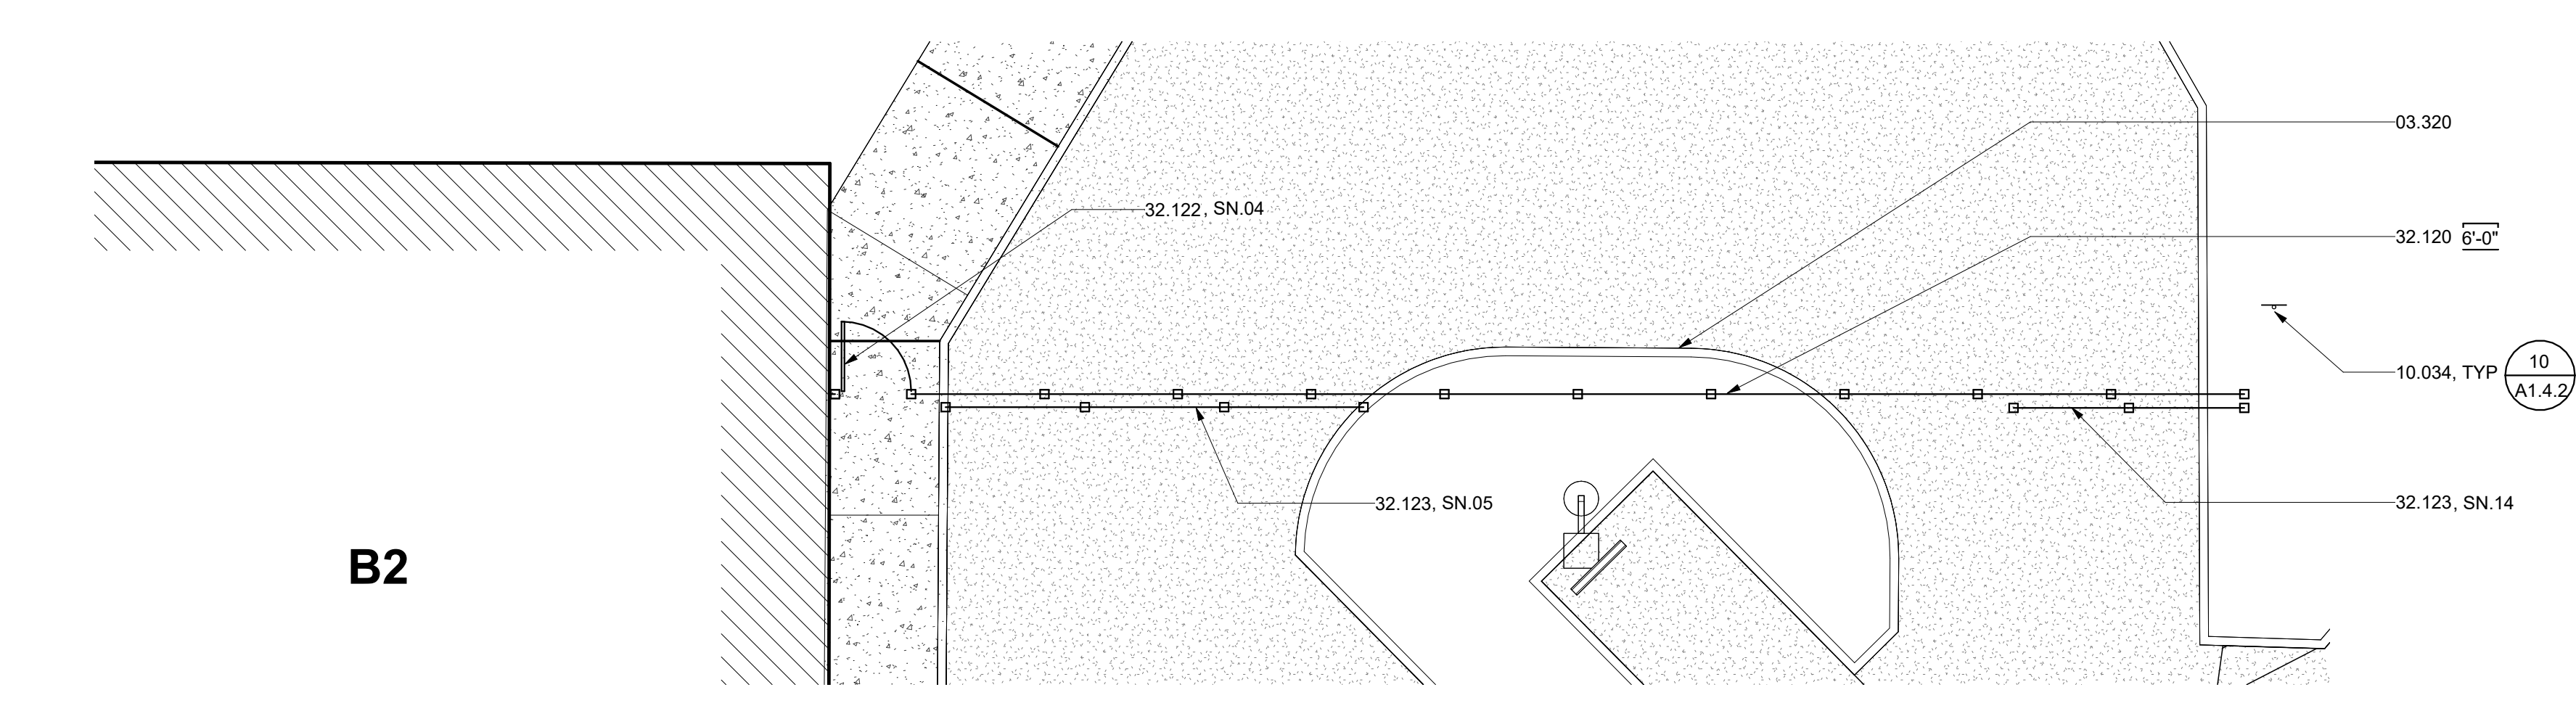 03.320
32.122, SN.04
32.120 6'-0"
10.034, TYP
10
A1.4.2
32.123, SN.05
32.123, SN.14
B2